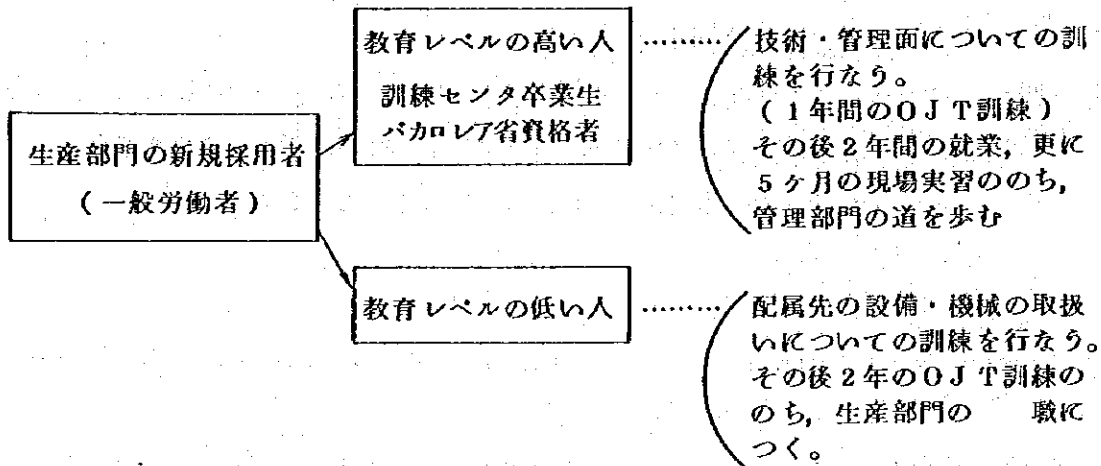 教育レベルの高い人
訓練センタ卒業生
バカロレア省資格者
………
技術・管理面についての訓
練を行なう。
(1年間のOJT訓練)
その後2年間の就業,更に
5ヶ月の現場実習ののち,
管理部門の道を歩む
生産部門の新規採用者
(一般労働者)
教育レベルの低い人
………
配属先の設備・機械の取扱
いについての訓練を行なう。
その後2年のOJT訓練の
のち,生産部門の 職に
つく。